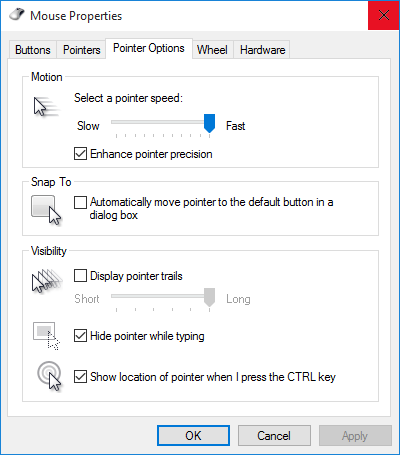 Mouse Properties
Buttons Pointers Pointer Options Wheel Hardware
Motion
Select a pointer speed:
Slow Fast
Enhance pointer precision
Snap To
Automatically move pointer to the default button in a
dialog box
Visibility
Display pointer trails
Short Long
Hide pointer while typing
Show location of pointer when I press the CTRL key
OK Cancel Apply